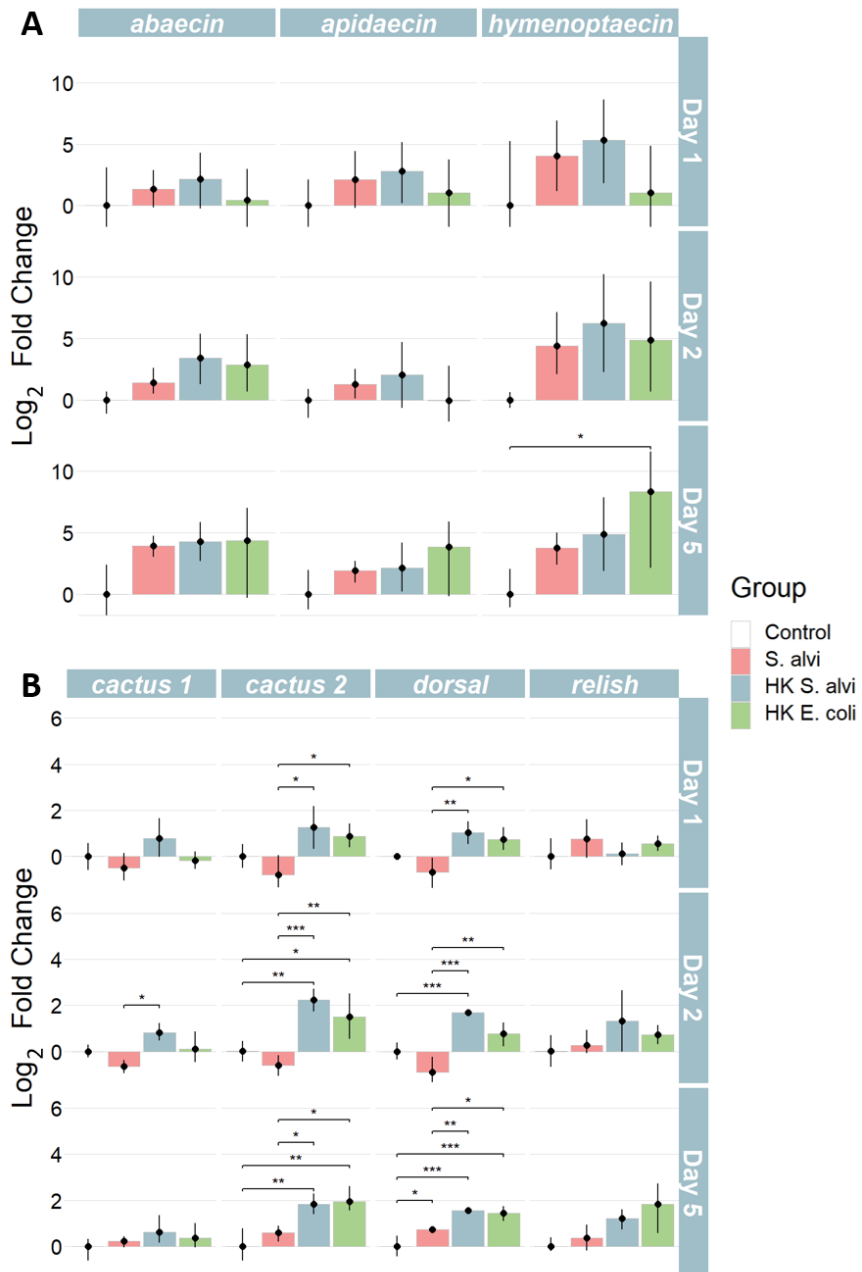 A
abaecin apidaecin hymenoptaecin
10
5
0
Day 1
10
5
0
Day 2
*
10
5
0
Day 5
Log2 Fold Change
Group
Control
S. alvi
HK S. alvi
HK E. coli
B
cactus 1 cactus 2 dorsal relish
6
4
2
0
* * * **
Day 1
6
4
2
0
* ** *** * ** ** *** ***
Day 2
6
4
2
0
* * ** ** * ** *** *** *
Day 5
Log2 Fold Change